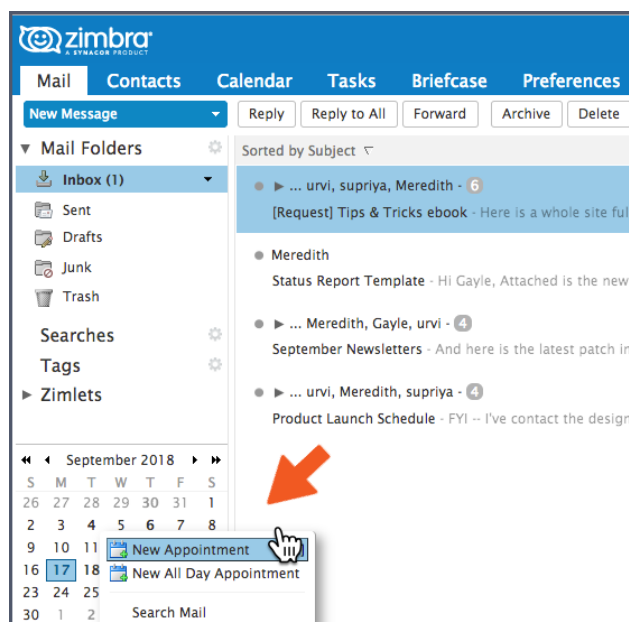 zimbra
A SYNACOR PRODUCT
Mail Contacts Calendar Tasks Briefcase Preferences
New Message Reply Reply to All Forward Archive Delete
Mail Folders
Sorted by Subject
Inbox (1)
Sent
Drafts
Junk
Trash
Searches
Tags
Zimlets
... urvi, supriya, Meredith - 6
[Request] Tips & Tricks ebook - Here is a whole site ful
Meredith
Status Report Template - Hi Gayle, Attached is the new
... Meredith, Gayle, urvi - 4
September Newsletters - And here is the latest patch in
... urvi, Meredith, supriya - 4
Product Launch Schedule - FYI -- I've contact the design
September 2018
S M T W T F S
26 27 28 29 30 31 1
2 3 4 5 6 7 8
9 10 11
16 17 18
23 24 25
30 1 2
New Appointment
New All Day Appointment
Search Mail